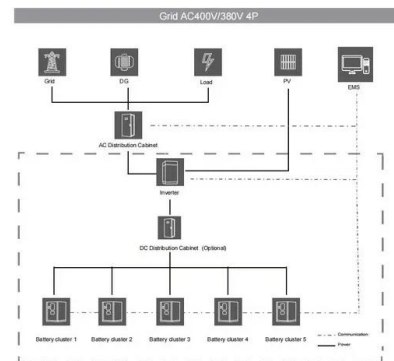 Grid AC400V/380V 4P
Grid DG Load PV EMS
AC Distribution Cabinet
Inverter
DC Distribution Cabinet (Optional)
Battery cluster 1 Battery cluster 2 Battery cluster 3 Battery cluster 4 Battery cluster 5
Communication
Power